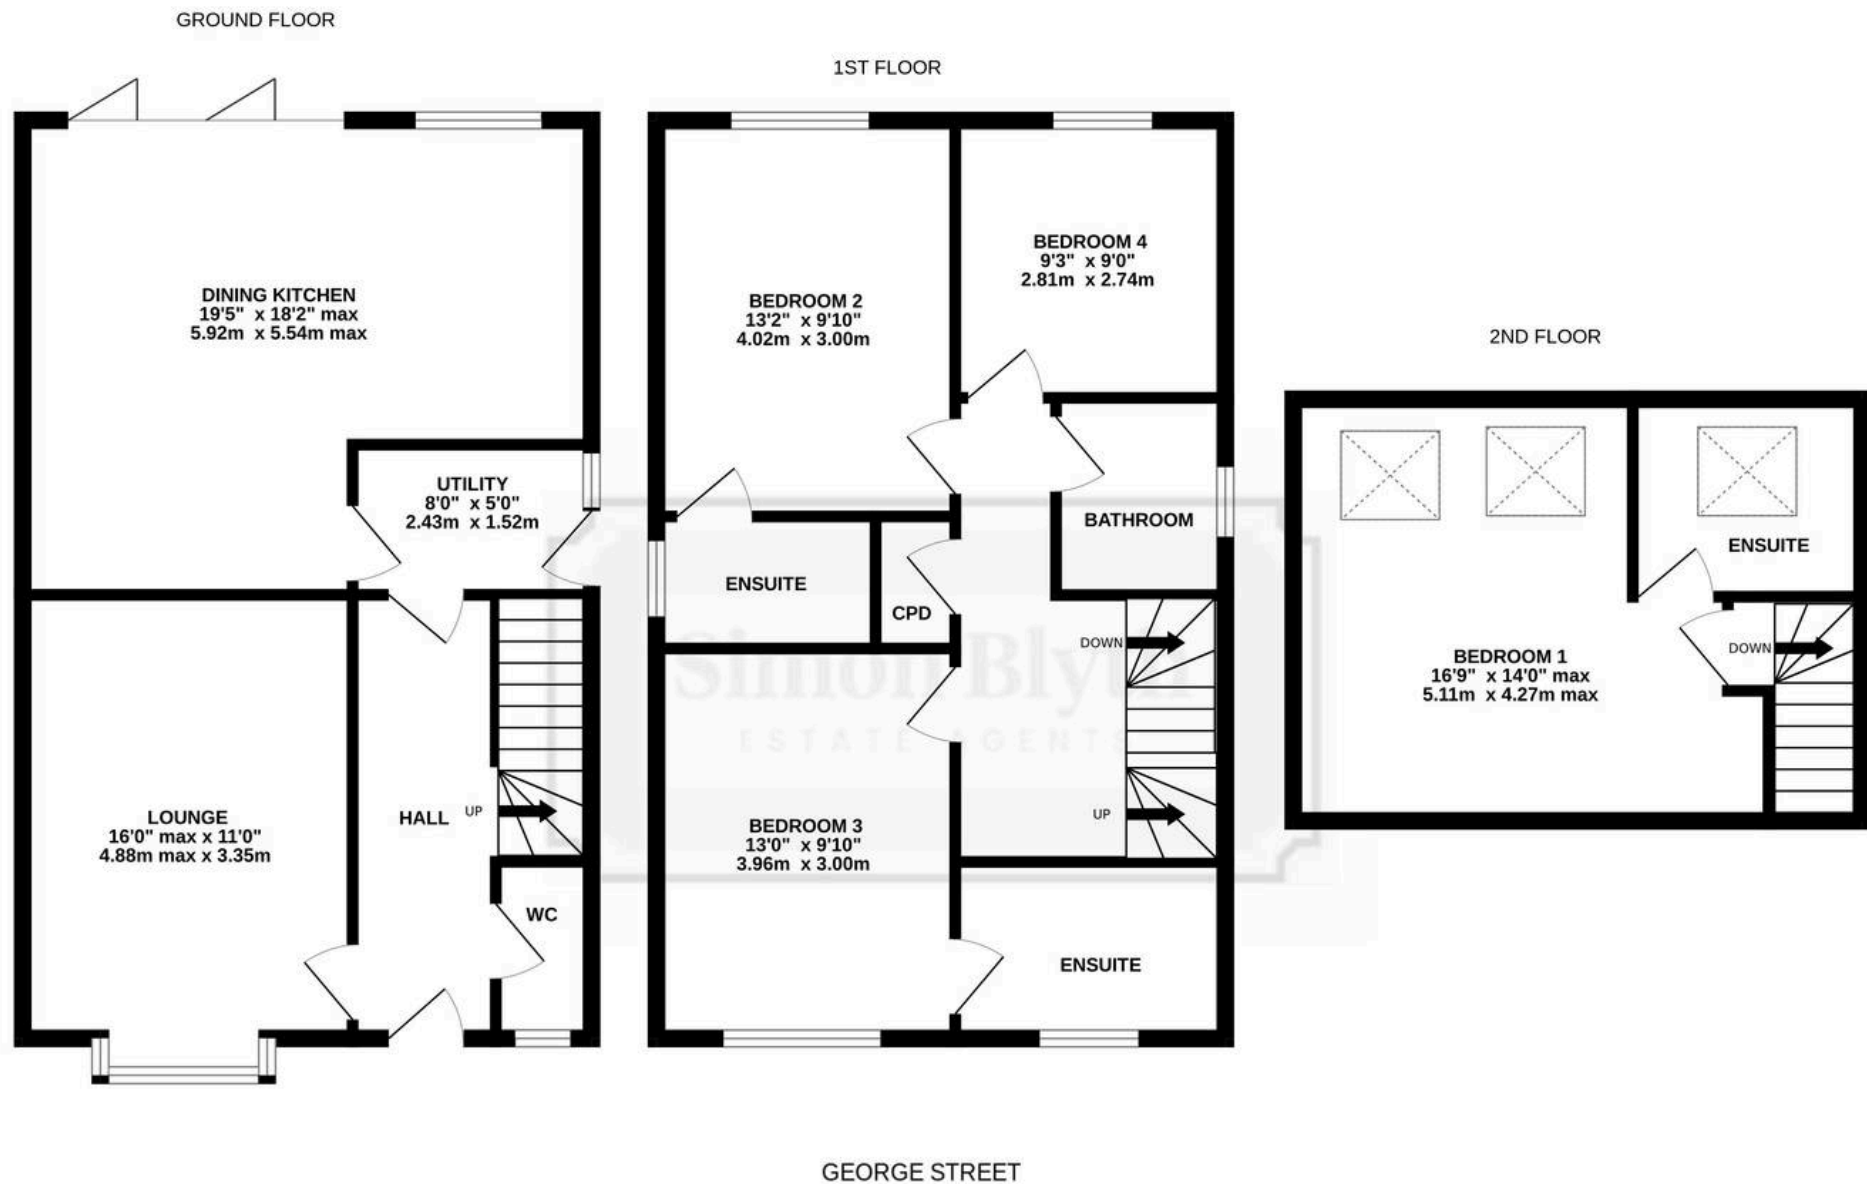 GROUND FLOOR
DINING KITCHEN
19'5" x 18'2" max
5.92m x 5.54m max
UTILITY
8'0" x 5'0"
2.43m x 1.52m
LOUNGE
16'0" max x 11'0"
4.88m max x 3.35m
HALL
UP
WC
1ST FLOOR
BEDROOM 2
13'2" x 9'10"
4.02m x 3.00m
BEDROOM 4
9'3" x 9'0"
2.81m x 2.74m
BATHROOM
ENSUITE
CPD
DOWN
Simon Blyth
ESTATE AGENTS
UP
BEDROOM 3
13'0" x 9'10"
3.96m x 3.00m
ENSUITE
2ND FLOOR
ENSUITE
BEDROOM 1
16'9" x 14'0" max
5.11m x 4.27m max
DOWN
GEORGE STREET